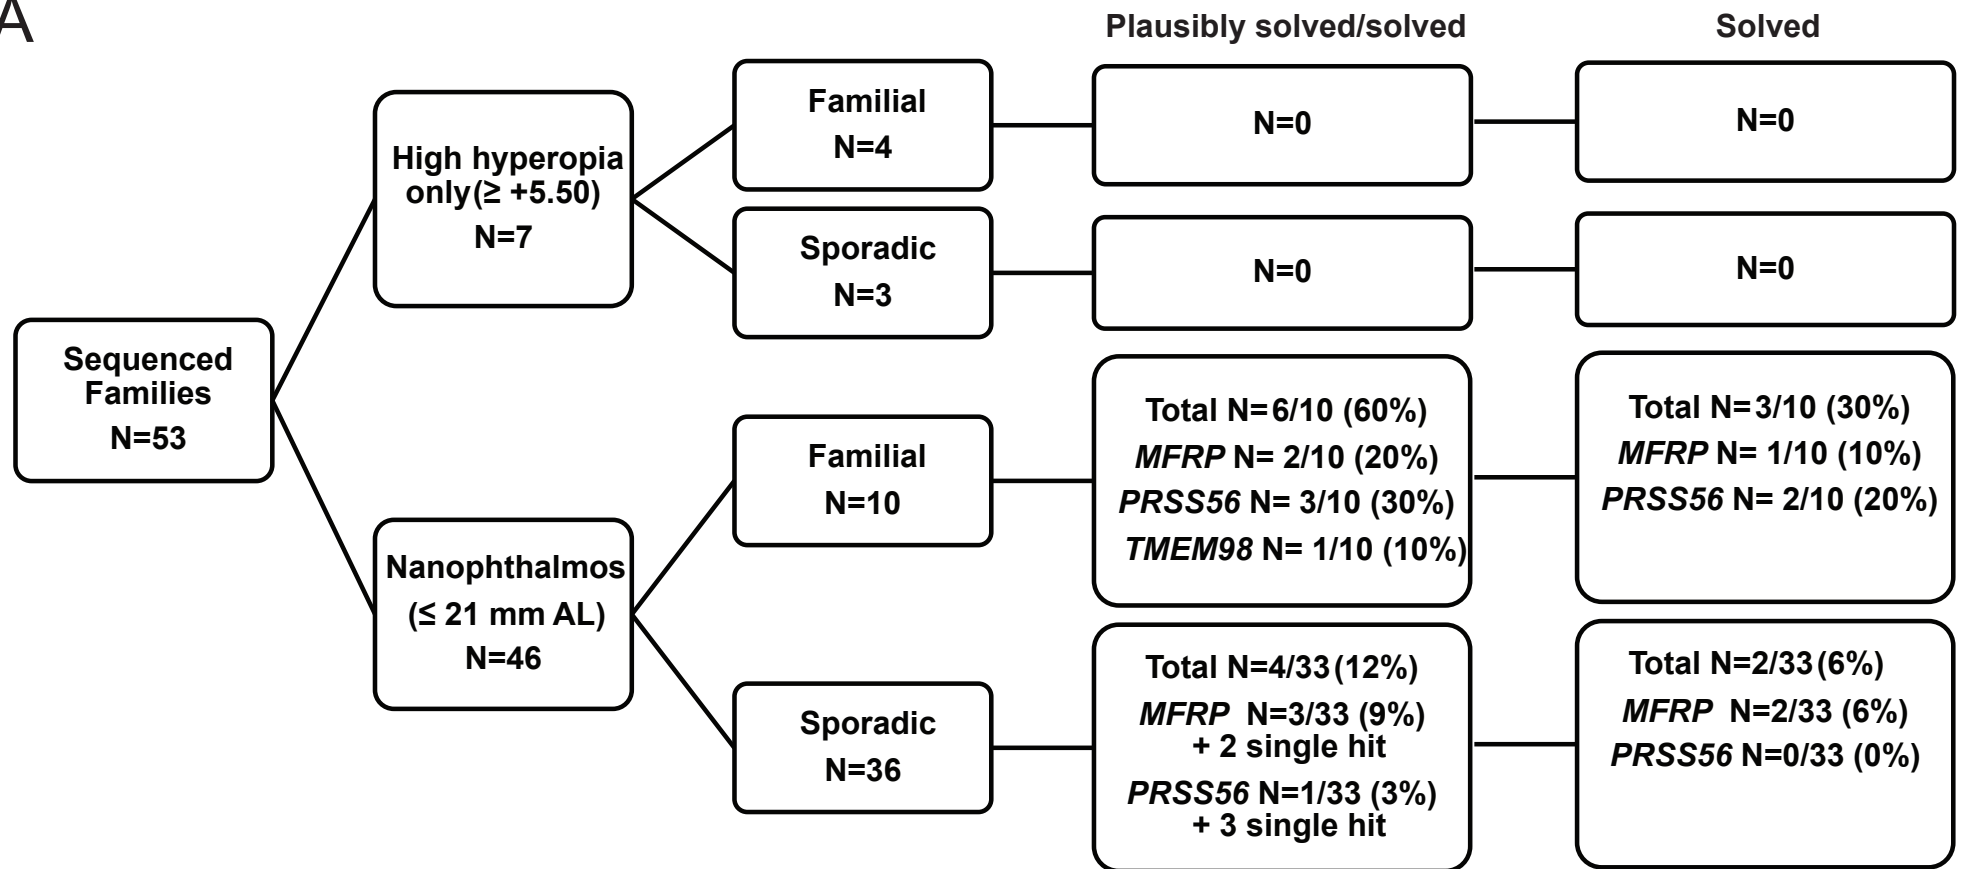 A
Plausibly solved/solved
Solved
Sequenced
Families
N=53
High hyperopia
only(≥ +5.50)
N=7
Familial
N=4
N=0
N=0
Sporadic
N=3
N=0
N=0
Nanophthalmos
(≤ 21 mm AL)
N=46
Familial
N=10
Total N=6/10 (60%)
MFRP N= 2/10 (20%)
PRSS56 N= 3/10 (30%)
TMEM98 N= 1/10 (10%)
Total N=3/10 (30%)
MFRP N= 1/10 (10%)
PRSS56 N= 2/10 (20%)
Sporadic
N=36
Total N=4/33(12%)
MFRP N=3/33 (9%)
+ 2 single hit
PRSS56 N=1/33 (3%)
+ 3 single hit
Total N=2/33(6%)
MFRP N=2/33 (6%)
PRSS56 N=0/33 (0%)